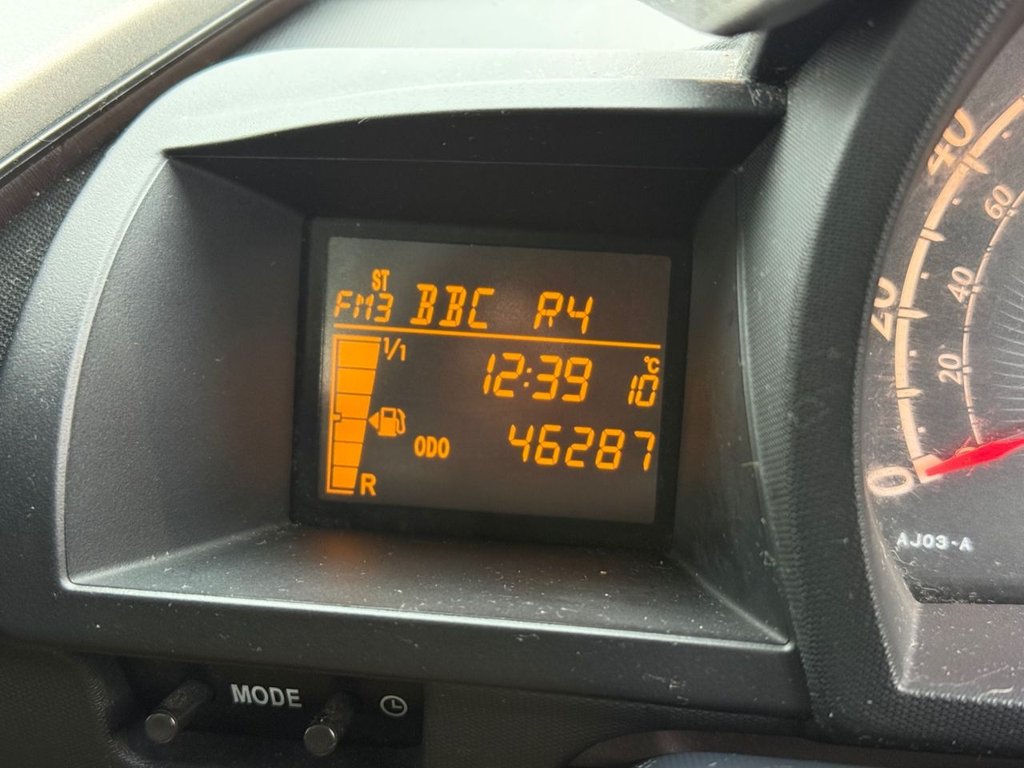 ST
FM3 BBC R4
1/1
12:39 °C
10
ODO 46287
R
40
20
0
60
40
20
AJ03-A
MODE